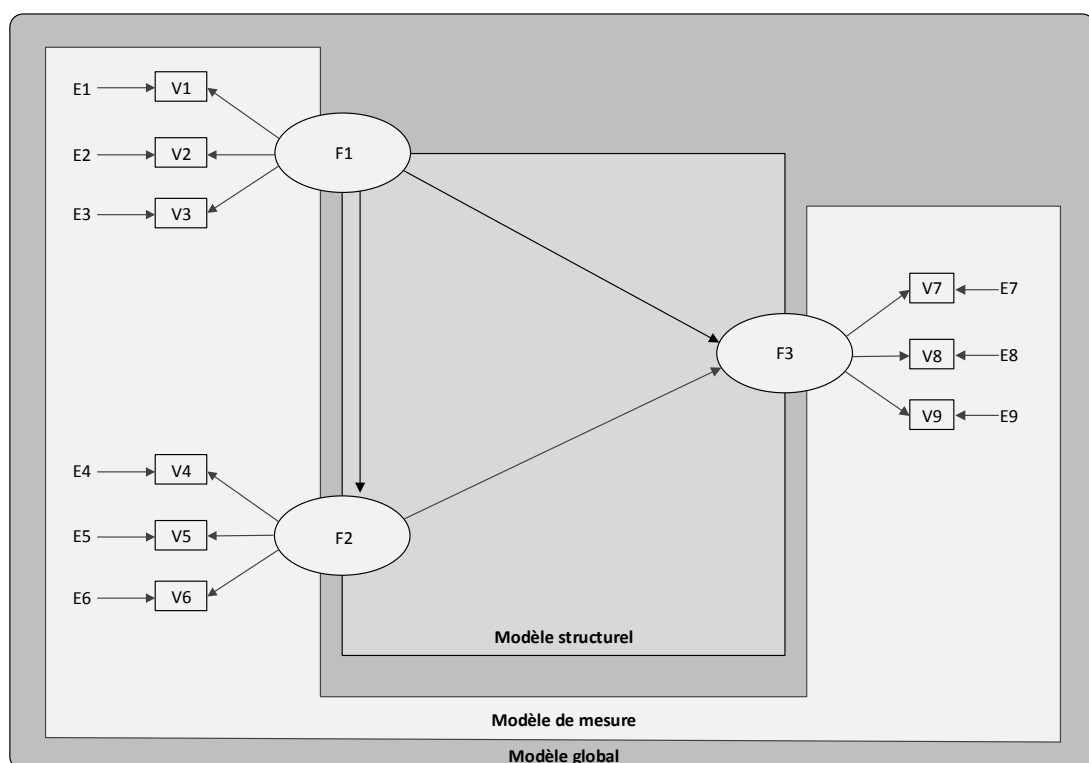 E1 V1
F1
E2 V2
E3 V3
V7 E7
F3
V8 E8
V9 E9
E4 V4
E5 V5
F2
E6 V6
Modèle structurel
Modèle de mesure
Modèle global